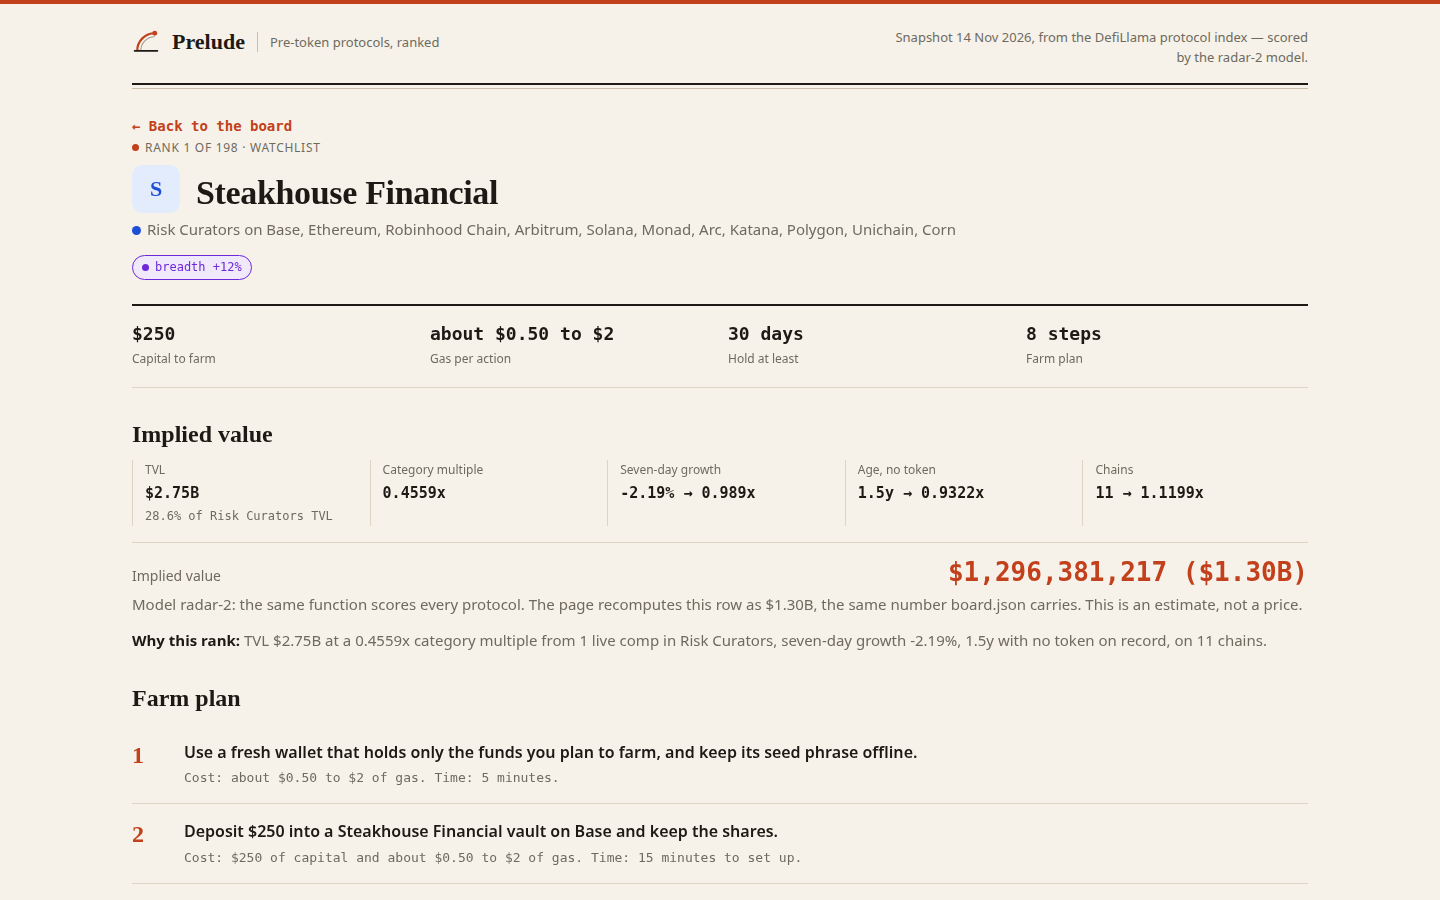 Prelude
Pre-token protocols, ranked
Snapshot 14 Nov 2026, from the DefiLlama protocol index — scored
by the radar-2 model.
← Back to the board
RANK 1 OF 198 · WATCHLIST
S
Steakhouse Financial
Risk Curators on Base, Ethereum, Robinhood Chain, Arbitrum, Solana, Monad, Arc, Katana, Polygon, Unichain, Corn
breadth +12%
$250
Capital to farm
about $0.50 to $2
Gas per action
30 days
Hold at least
8 steps
Farm plan
Implied value
TVL
$2.75B
28.6% of Risk Curators TVL
Category multiple
0.4559x
Seven-day growth
-2.19% → 0.989x
Age, no token
1.5y → 0.9322x
Chains
11 → 1.1199x
Implied value
$1,296,381,217 ($1.30B)
Model radar-2: the same function scores every protocol. The page recomputes this row as $1.30B, the same number board.json carries. This is an estimate, not a price.
Why this rank: TVL $2.75B at a 0.4559x category multiple from 1 live comp in Risk Curators, seven-day growth -2.19%, 1.5y with no token on record, on 11 chains.
Farm plan
1
Use a fresh wallet that holds only the funds you plan to farm, and keep its seed phrase offline.
Cost: about $0.50 to $2 of gas. Time: 5 minutes.
2
Deposit $250 into a Steakhouse Financial vault on Base and keep the shares.
Cost: $250 of capital and about $0.50 to $2 of gas. Time: 15 minutes to set up.